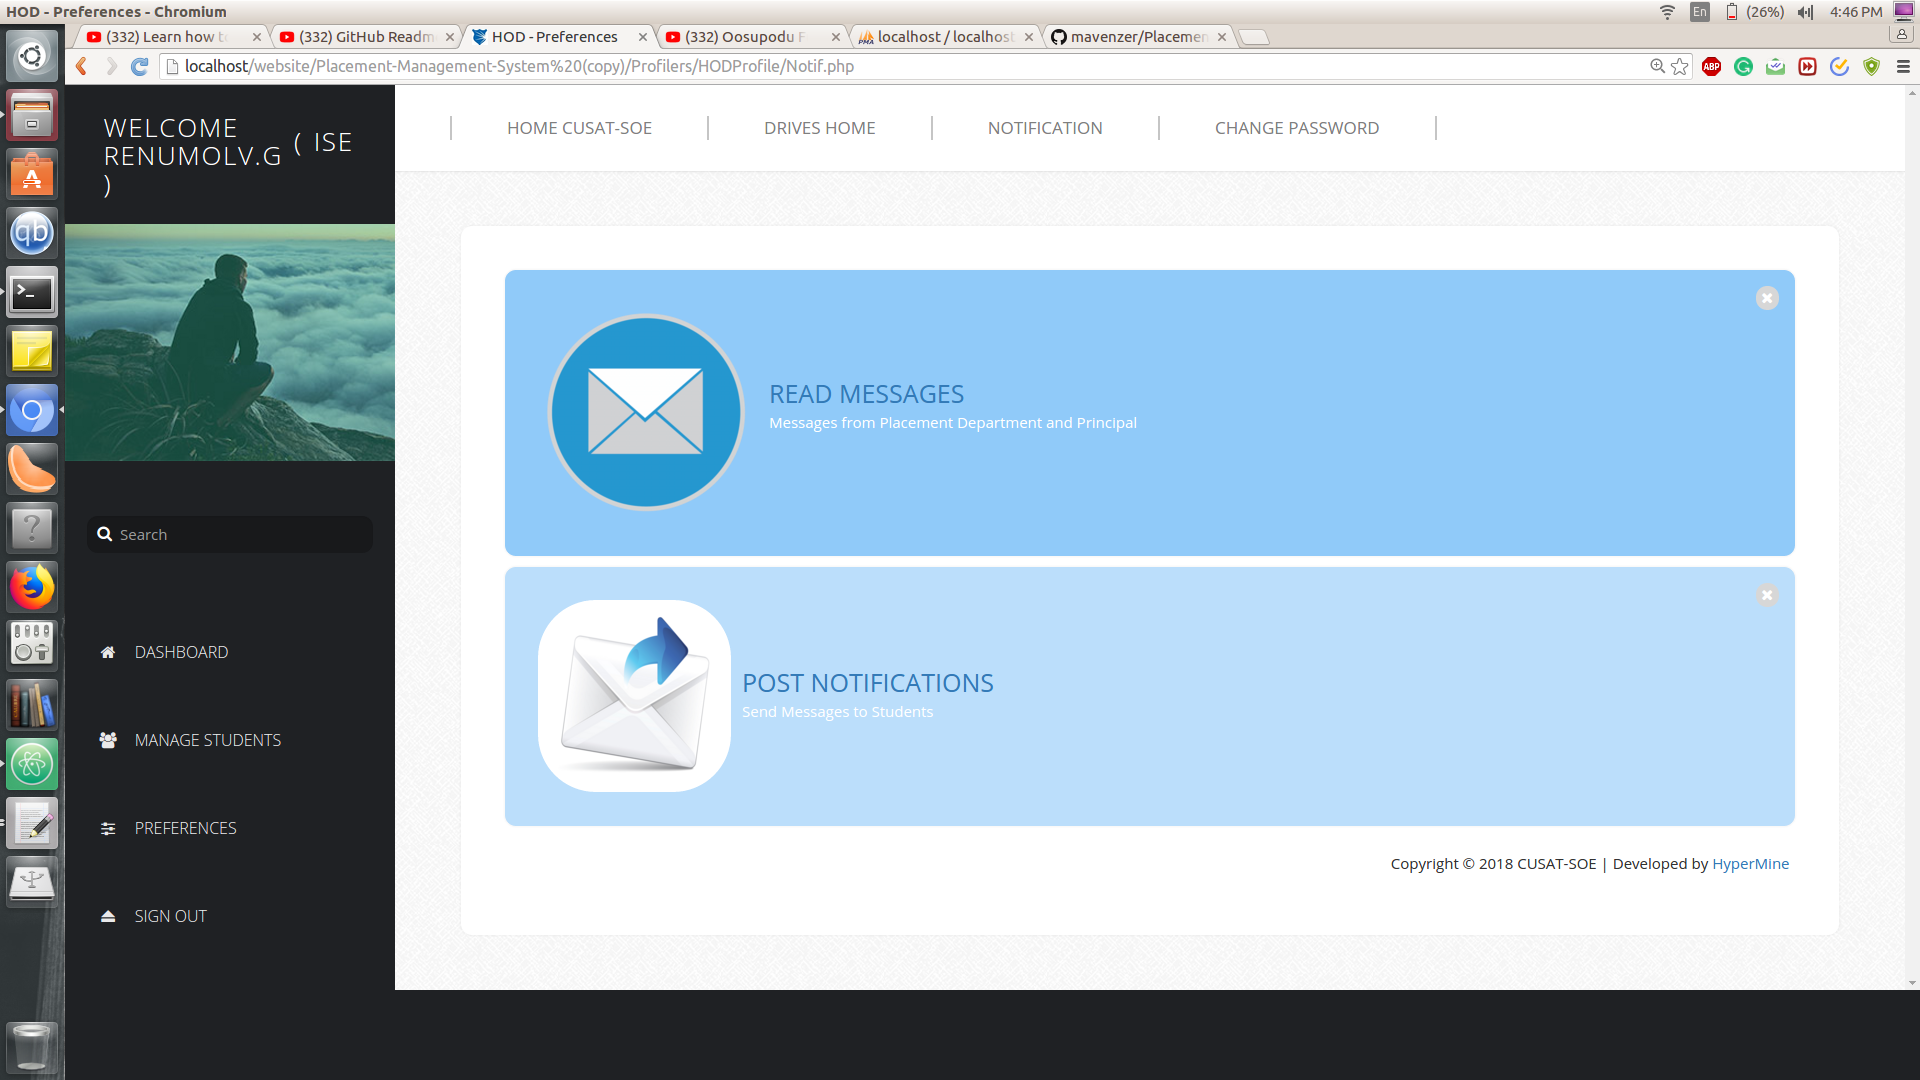 HOD - Preferences - Chromium
En
(26%)
4:46 PM
(332) Learn how t
(332) GitHub Readm
HOD - Preferences
(332) Oosupodu F
localhost / localhos
mavenzer/Placemen
localhost/website/Placement-Management-System%20(copy)/Profilers/HODProfile/Notif.php
ABP
WELCOME
RENUMOLV.G ( ISE
)
HOME CUSAT-SOE
DRIVES HOME
NOTIFICATION
CHANGE PASSWORD
qb
READ MESSAGES
Messages from Placement Department and Principal
Search
DASHBOARD
POST NOTIFICATIONS
Send Messages to Students
MANAGE STUDENTS
PREFERENCES
Copyright © 2018 CUSAT-SOE | Developed by HyperMine
SIGN OUT